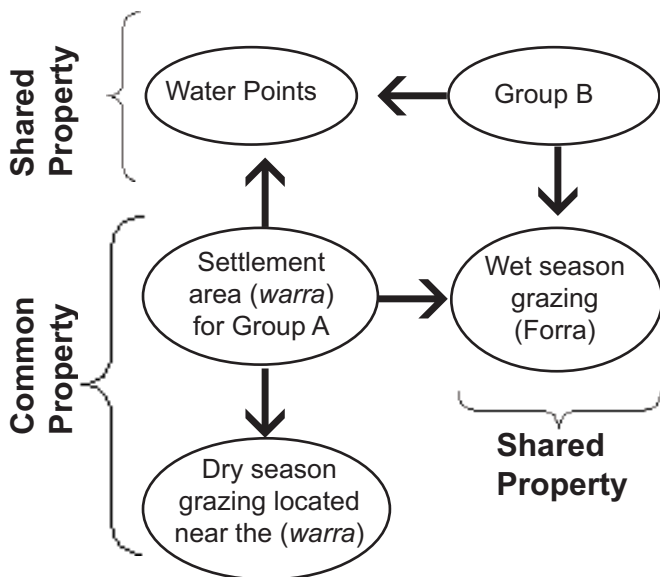 Shared
Property
Water Points
Group B
Common
Property
Settlement
area (warra)
for Group A
Wet season
grazing
(Forra)
Shared
Property
Dry season
grazing located
near the (warra)